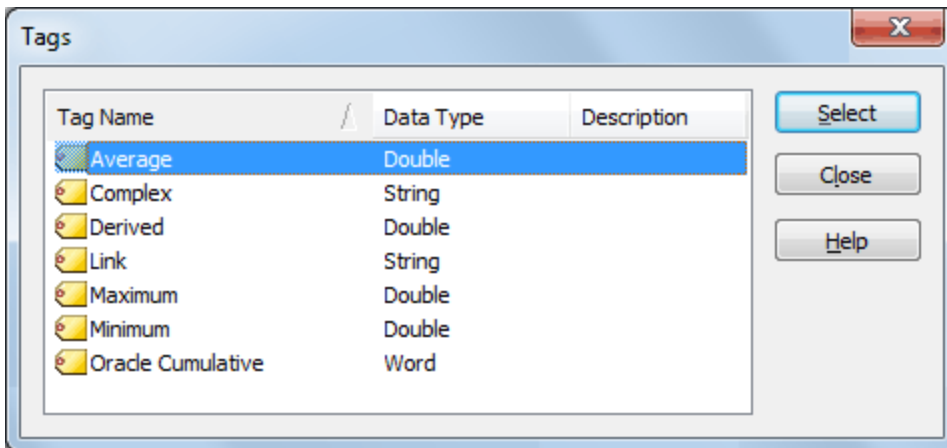 Tags
Tag Name Data Type Description
Average Double
Complex String
Derived Double
Link String
Maximum Double
Minimum Double
Oracle Cumulative Word
Select
Close
Help